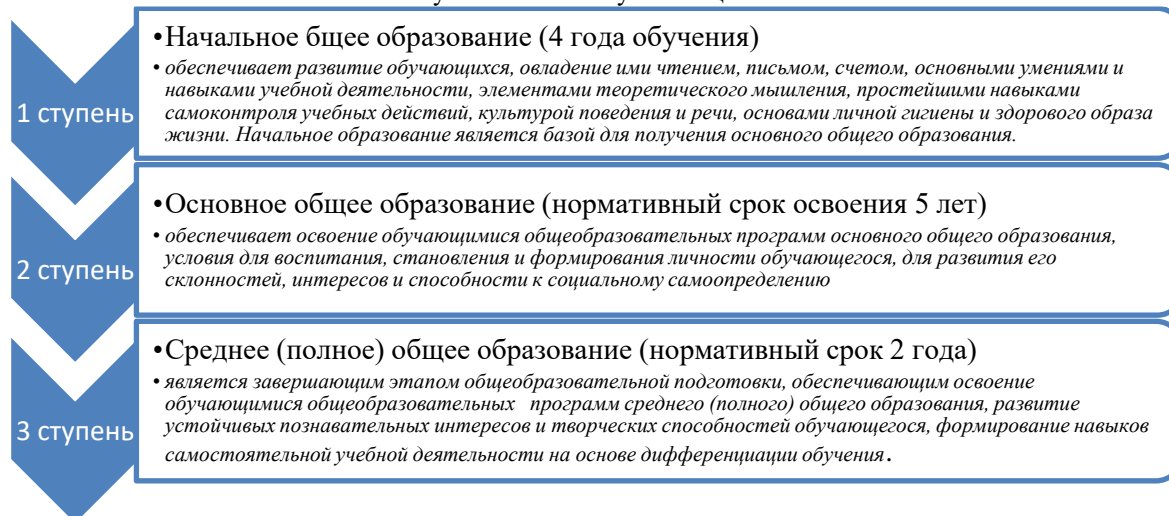 •Начальное бщее образование (4 года обучения)
• обеспечивает развитие обучающихся, овладение ими чтением, письмом, счетом, основными умениями и
навыками учебной деятельности, элементами теоретического мышления, простейшими навыками
1 ступень
самоконтроля учебных действий, культурой поведения и речи, основами личной гигиены и здорового образа
жизни. Начальное образование является базой для получения основного общего образования.
•Основное общее образование (нормативный срок освоения 5 лет)
• обеспечивает освоение обучающимися общеобразовательных программ основного общего образования,
условия для воспитания, становления и формирования личности обучающегося, для развития его
2 ступень
склонностей, интересов и способности к социальному самоопределению
•Среднее (полное) общее образование (нормативный срок 2 года)
• является завершающим этапом общеобразовательной подготовки, обеспечивающим освоение
обучающимися общеобразовательных программ среднего (полного) общего образования, развитие
3 ступень
устойчивых познавательных интересов и творческих способностей обучающегося, формирование навыков
самостоятельной учебной деятельности на основе дифференциации обучения.